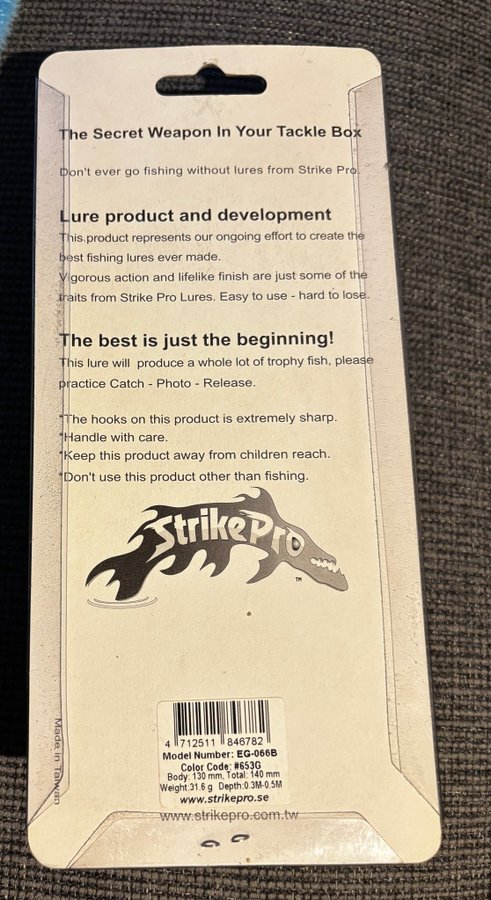 The Secret Weapon In Your Tackle Box
Don't ever go fishing without lures from Strike Pro.
Lure product and development
This product represents our ongoing effort to create the
best fishing lures ever made.
Vigorous action and lifelike finish are just some of the
traits from Strike Pro Lures. Easy to use - hard to lose.
The best is just the beginning!
This lure will produce a whole lot of trophy fish, please
practice Catch - Photo - Release.
*The hooks on this product is extremely sharp.
*Handle with care.
*Keep this product away from children reach.
*Don't use this product other than fishing.
Strike Pro
TM
4 712511 846782
Model Number: EG-066B
Color Code: #653G
Body: 130 mm, Total: 140 mm
Weight:31.6 g Depth:0.3M-0.5M
www.strikepro.se
www.strikepro.com.tw
Made in Taiwan